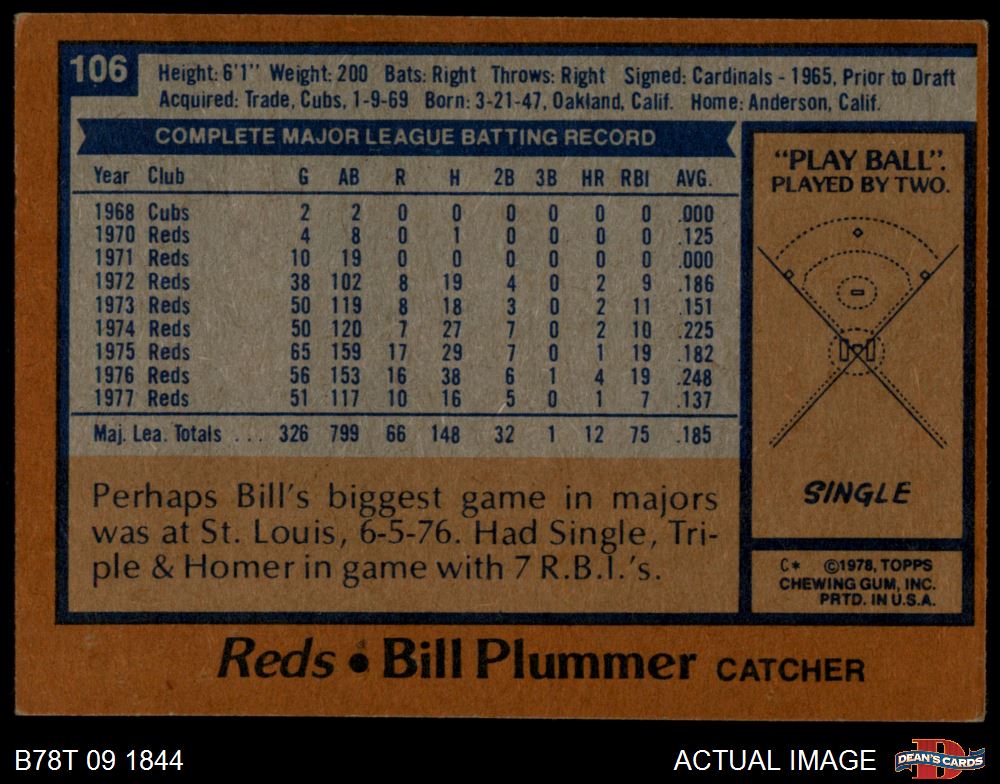 106
Height: 6'1" Weight: 200 Bats: Right Throws: Right Signed: Cardinals - 1965, Prior to Draft
Acquired: Trade, Cubs, 1-9-69 Born: 3-21-47, Oakland, Calif. Home: Anderson, Calif.
COMPLETE MAJOR LEAGUE BATTING RECORD
Year Club G AB R H 2B 3B HR RBI AVG.
1968 Cubs 2 2 0 0 0 0 0 0 .000
1970 Reds 4 8 0 1 0 0 0 0 .125
1971 Reds 10 19 0 0 0 0 0 0 .000
1972 Reds 38 102 8 19 4 0 2 9 .186
1973 Reds 50 119 8 18 3 0 2 11 .151
1974 Reds 50 120 7 27 7 0 2 10 .225
1975 Reds 65 159 17 29 7 0 1 19 .182
1976 Reds 56 153 16 38 6 1 4 19 .248
1977 Reds 51 117 10 16 5 0 1 7 .137
Maj. Lea. Totals ... 326 799 66 148 32 1 12 75 .185
Perhaps Bill's biggest game in majors
was at St. Louis, 6-5-76. Had Single, Tri-
ple & Homer in game with 7 R.B.I.'s.
"PLAY BALL".
PLAYED BY TWO.
SINGLE
C* ©1978, TOPPS
CHEWING GUM, INC.
PRTD. IN U.S.A.
Reds • Bill Plummer CATCHER
B78T 09 1844
ACTUAL IMAGE
D
DEAN'S CARDS